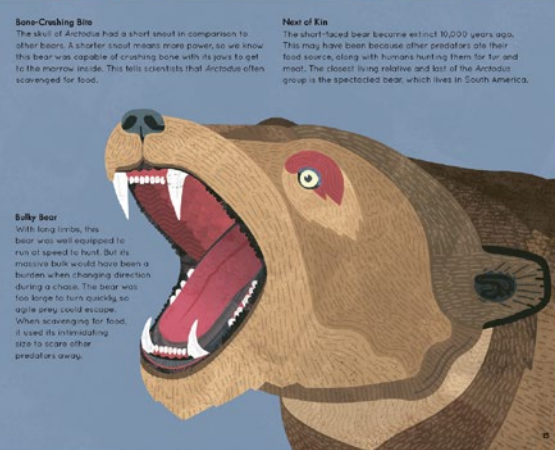 Bone-Crushing Bite
The skull of Arctodus had a short snout in comparison to
other bears. A shorter snout means more power, so we know
this bear was capable of crushing bone with its jaws to get
to the marrow inside. This tells scientists that Arctodus often
scavenged for food.
Next of Kin
The short-faced bear became extinct 10,000 years ago.
This may have been because other predators ate their
food source, along with humans hunting them for fur and
meat. The closest living relative and last of the Arctodus
group is the spectacled bear, which lives in South America.
Bulky Bear
With long limbs, this
bear was well equipped to
run at speed to hunt. But its
massive bulk would have been a
burden when changing direction
during a chase. The bear was
too large to turn quickly, so
agile prey could escape.
When scavenging for food,
it used its intimidating
size to scare other
predators away.